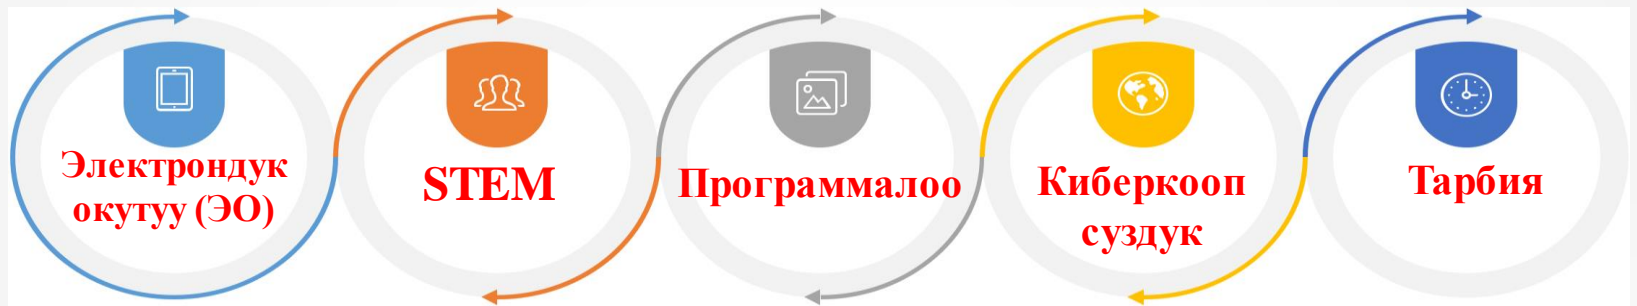 Электрондук
окутуу (ЭО)
STEM
Программалоо
Киберкооп
суздук
Тарбия